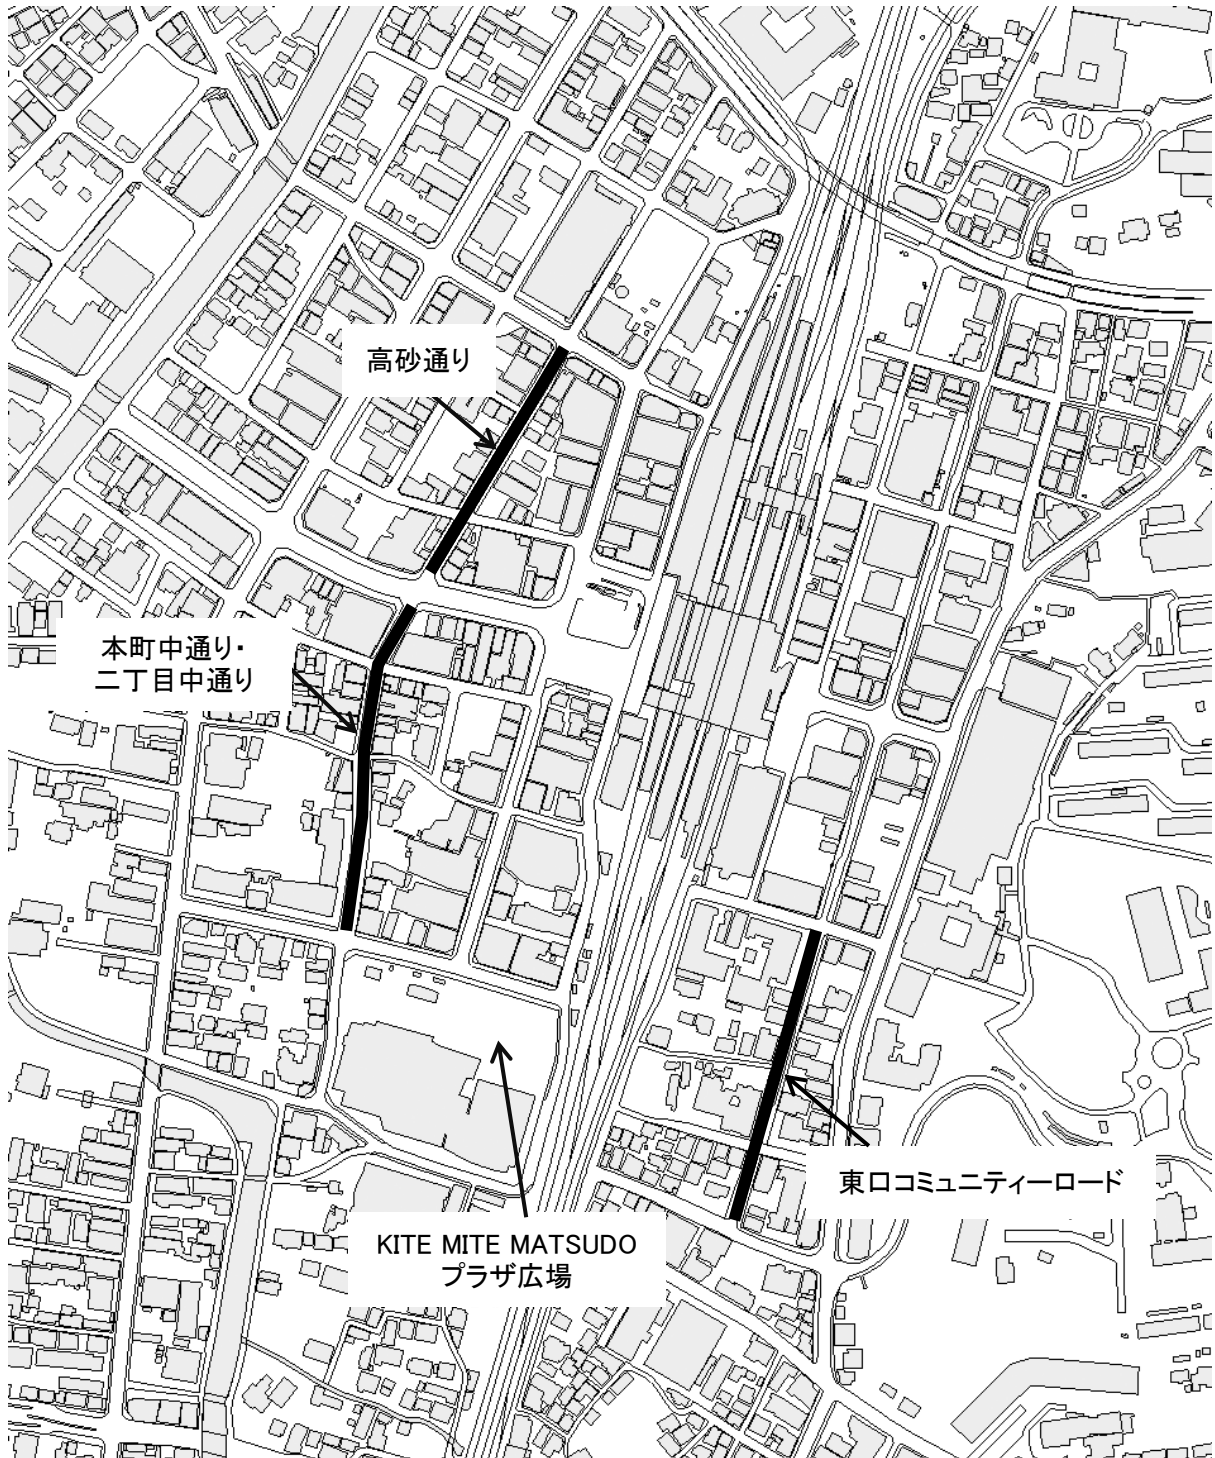 高砂通り
本町中通り・
二丁目中通り
東口コミュニティーロード
KITE MITE MATSUDO
プラザ広場